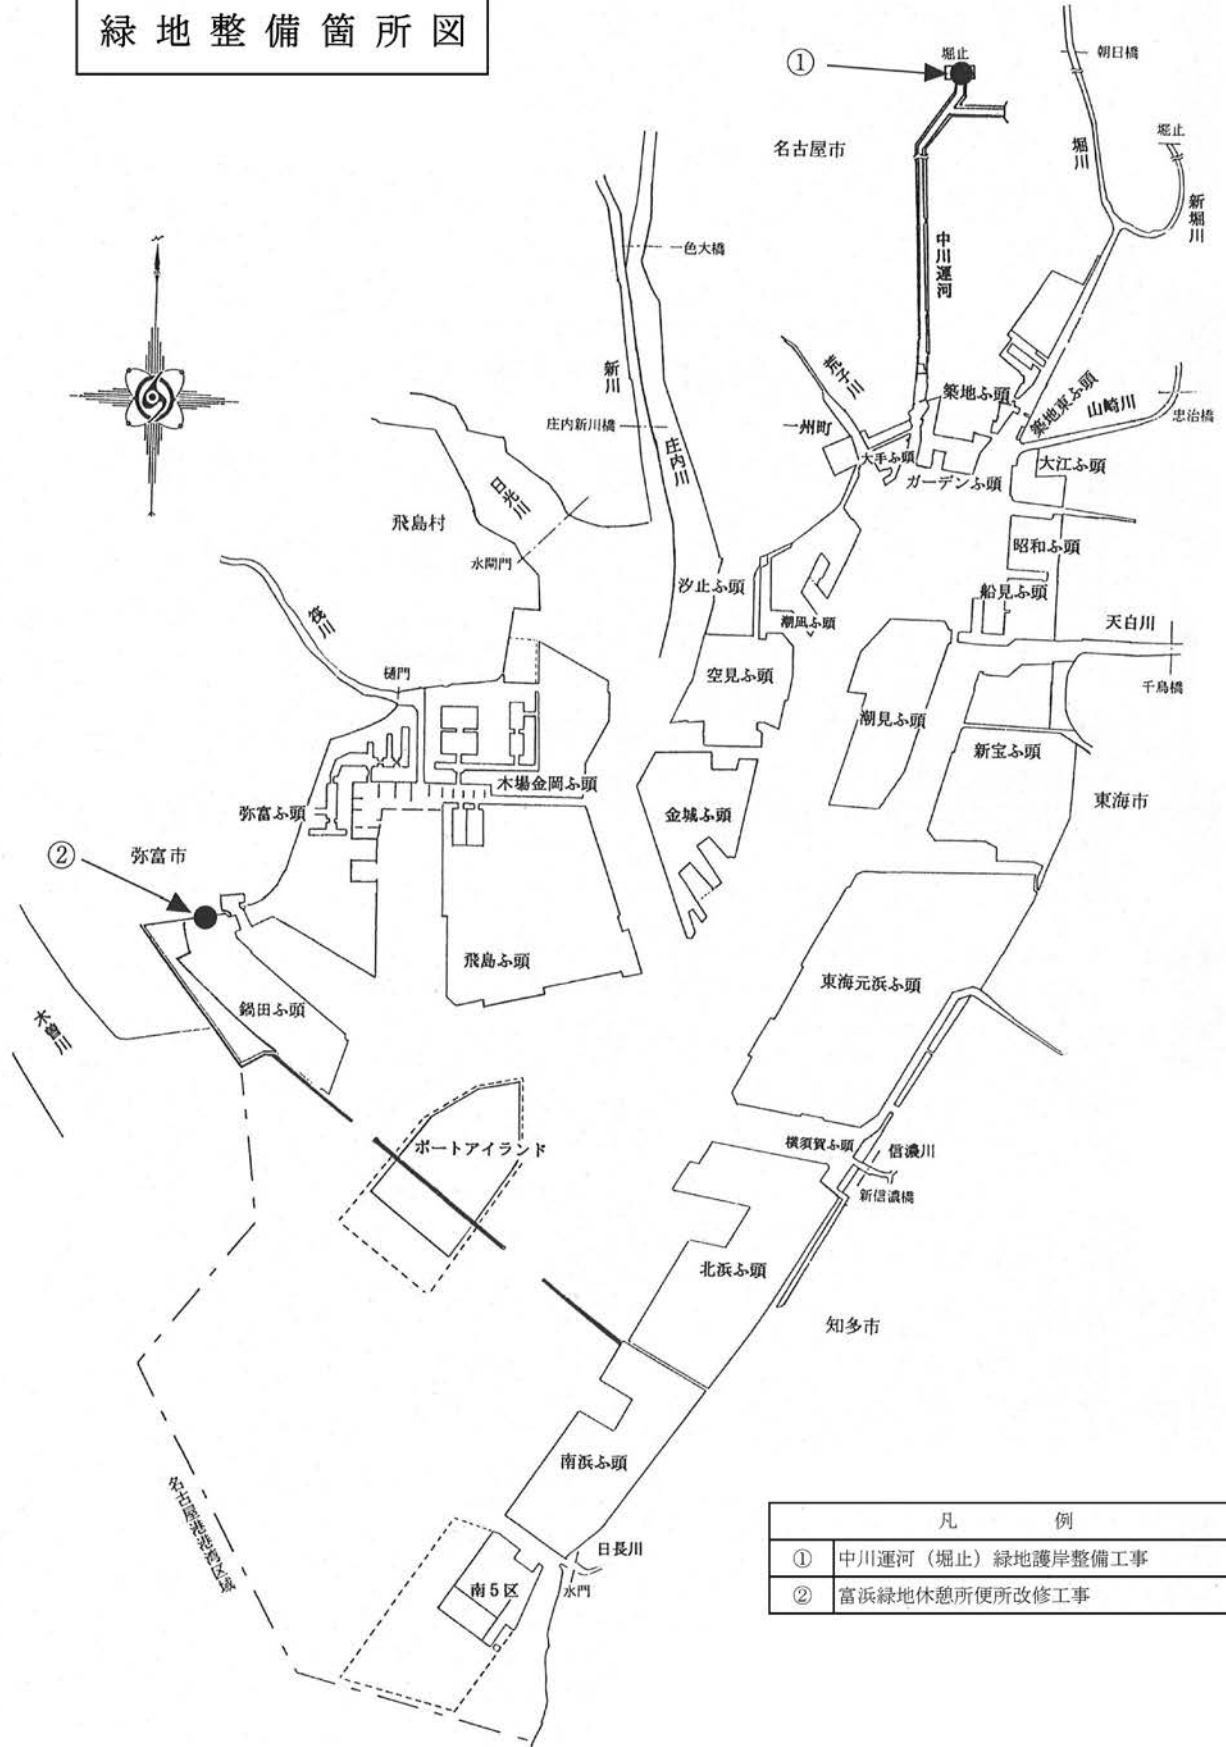 緑地整備箇所図
①
堀止
朝日橋
名古屋市
堀川
堀止
新堀川
中川運河
一色大橋
新川
庄内新川橋
庄内川
荒子川
一州町
築地ふ頭
築地東ふ頭
山崎川
忠治橋
大手ふ頭
ガーデンふ頭
大江ふ頭
日光川
飛島村
水閘門
昭和ふ頭
汐止ふ頭
船見ふ頭
潮凪ふ頭
天白川
筏川
樋門
空見ふ頭
千鳥橋
潮見ふ頭
新宝ふ頭
木場金岡ふ頭
弥富ふ頭
金城ふ頭
東海市
②
弥富市
飛島ふ頭
東海元浜ふ頭
鍋田ふ頭
木曽川
ポートアイランド
横須賀ふ頭
信濃川
新信濃橋
北浜ふ頭
知多市
南浜ふ頭
名古屋港港湾区域
日長川
南5区
水門
凡 例
① 中川運河（堀止）緑地護岸整備工事
② 富浜緑地休憩所便所改修工事